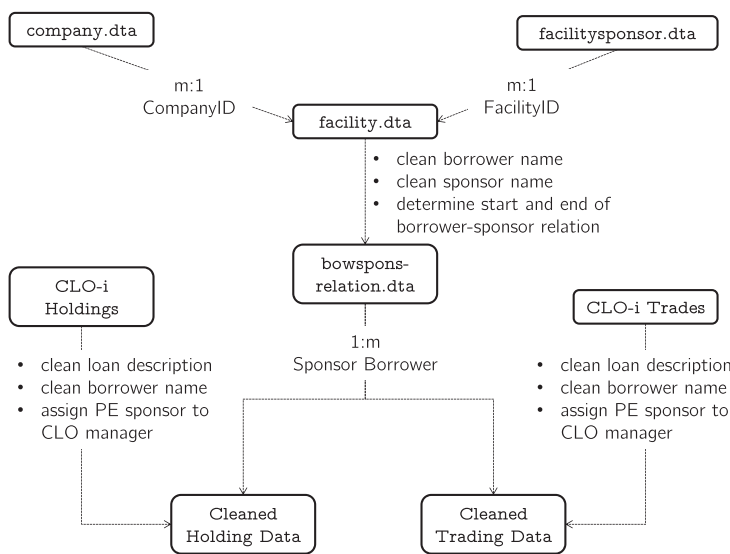 company.dta
facilitysponsor.dta
m:1
CompanyID
m:1
FacilityID
facility.dta
• clean borrower name
• clean sponsor name
• determine start and end of
borrower-sponsor relation
bowspons-
relation.dta
CLO-i
Holdings
CLO-i Trades
1:m
Sponsor Borrower
• clean loan description
• clean borrower name
• assign PE sponsor to
CLO manager
• clean loan description
• clean borrower name
• assign PE sponsor to
CLO manager
Cleaned
Holding Data
Cleaned
Trading Data